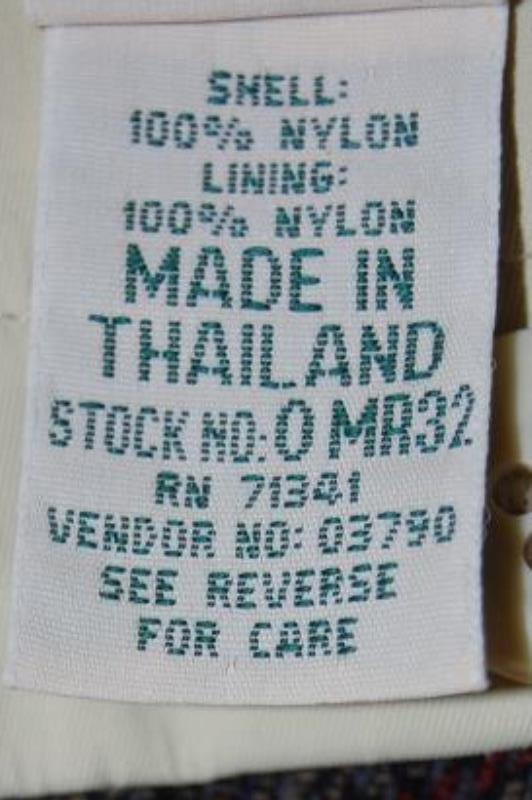 SHELL:
100% NYLON
LINING:
100% NYLON
MADE IN
THAILAND
STOCK NO: 0 MR32
RN 71341
VENDOR NO: 03790
SEE REVERSE
FOR CARE